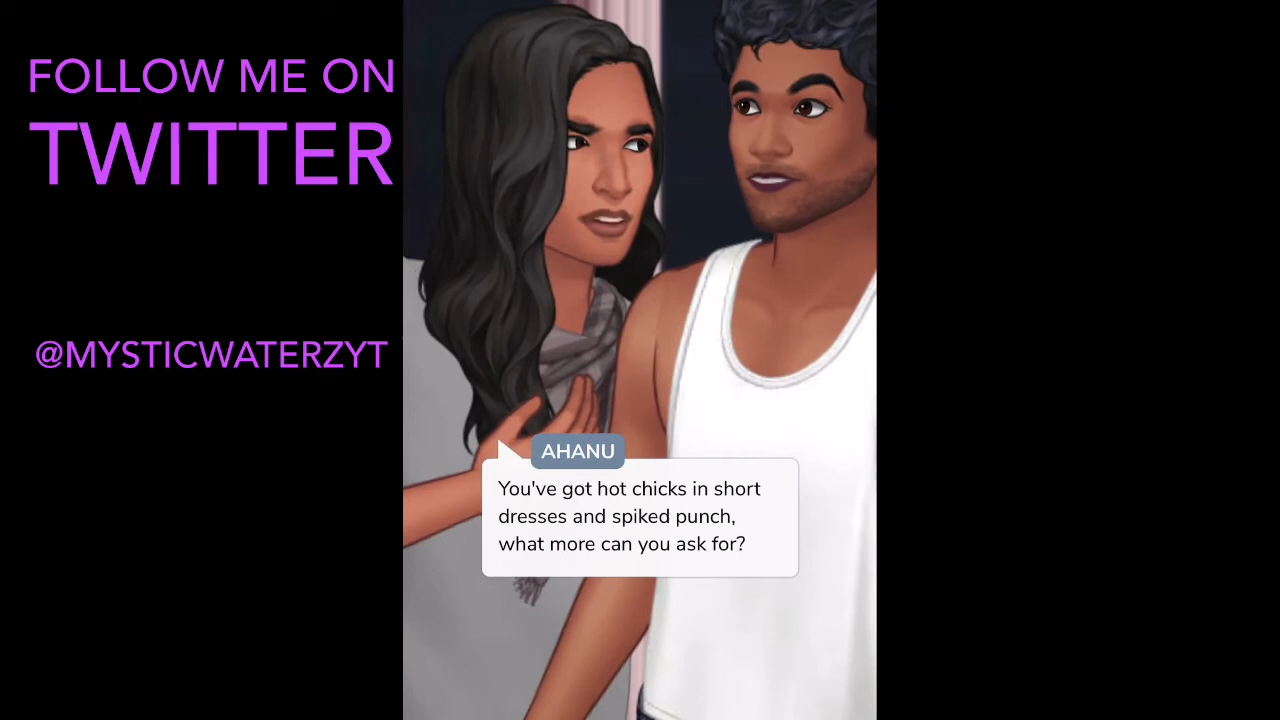 FOLLOW ME ON
TWITTER
@MYSTICWATERZYT
AHANU
You've got hot chicks in short
dresses and spiked punch,
what more can you ask for?